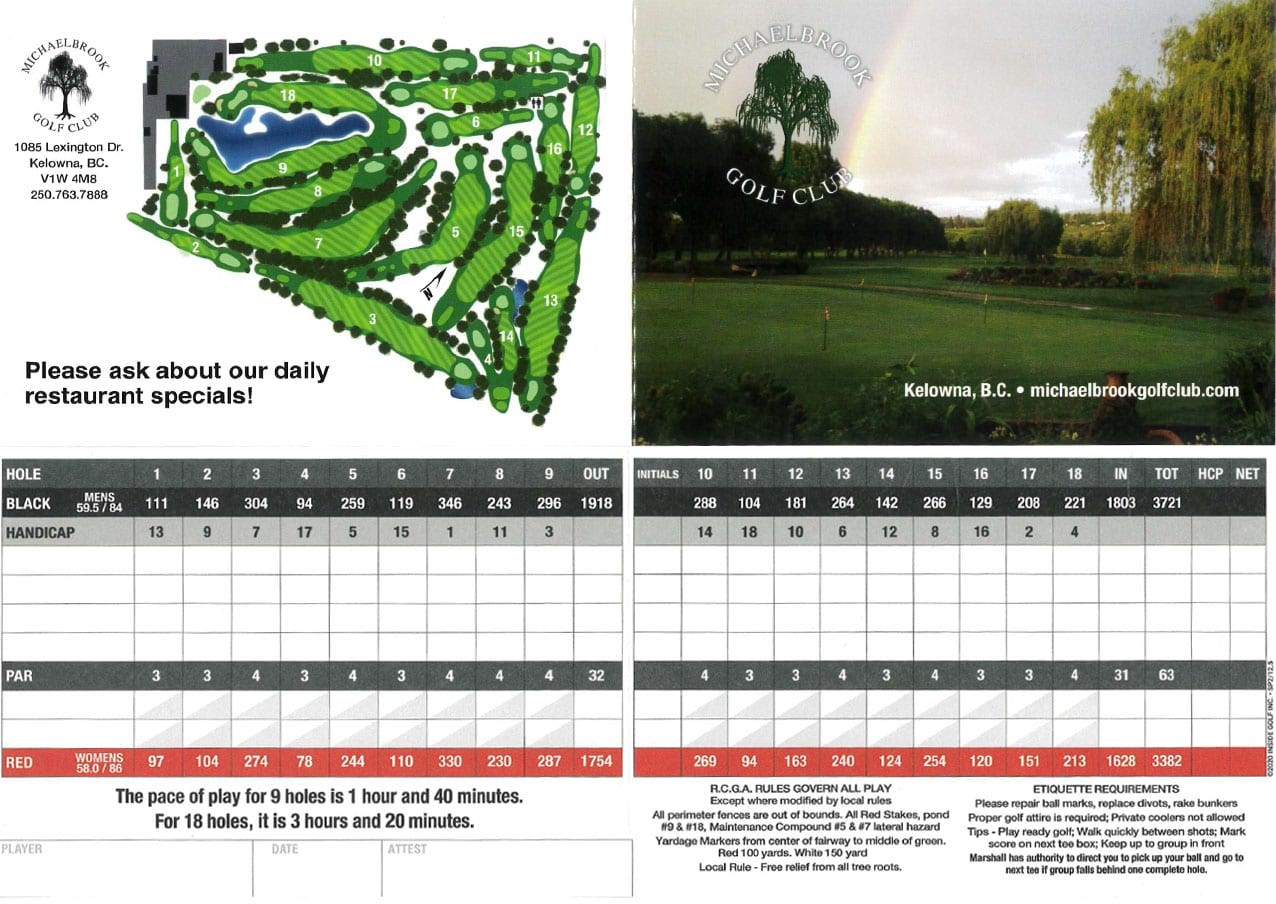 MICHAELBROOK
GOLF CLUB
1085 Lexington Dr.
Kelowna, BC.
V1W 4M8
250.763.7888
10
11
18
17
6
12
16
1
9
8
2
7
5
15
N
3
13
14
4
Please ask about our daily
restaurant specials!
MICHAELBROOK
GOLF CLUB
Kelowna, B.C. • michaelbrookgolfclub.com
HOLE 1 2 3 4 5 6 7 8 9 OUT
BLACK MENS 59.5 / 84 111 146 304 94 259 119 346 243 296 1918
HANDICAP 13 9 7 17 5 15 1 11 3
PAR 3 3 4 3 4 3 4 4 4 32
RED WOMENS 58.0 / 86 97 104 274 78 244 110 330 230 287 1754
The pace of play for 9 holes is 1 hour and 40 minutes.
For 18 holes, it is 3 hours and 20 minutes.
PLAYER DATE ATTEST
INITIALS 10 11 12 13 14 15 16 17 18 IN TOT HCP NET
288 104 181 264 142 266 129 208 221 1803 3721
14 18 10 6 12 8 16 2 4
4 3 3 4 3 4 3 3 4 31 63
269 94 163 240 124 254 120 151 213 1628 3382
©2020 INSIDE GOLF INC. • SP2/12.5
R.C.G.A. RULES GOVERN ALL PLAY
Except where modified by local rules
All perimeter fences are out of bounds. All Red Stakes, pond
#9 & #18, Maintenance Compound #5 & #7 lateral hazard
Yardage Markers from center of fairway to middle of green.
Red 100 yards. White 150 yard
Local Rule - Free relief from all tree roots.
ETIQUETTE REQUIREMENTS
Please repair ball marks, replace divots, rake bunkers
Proper golf attire is required; Private coolers not allowed
Tips - Play ready golf; Walk quickly between shots; Mark
score on next tee box; Keep up to group in front
Marshall has authority to direct you to pick up your ball and go to
next tee if group falls behind one complete hole.